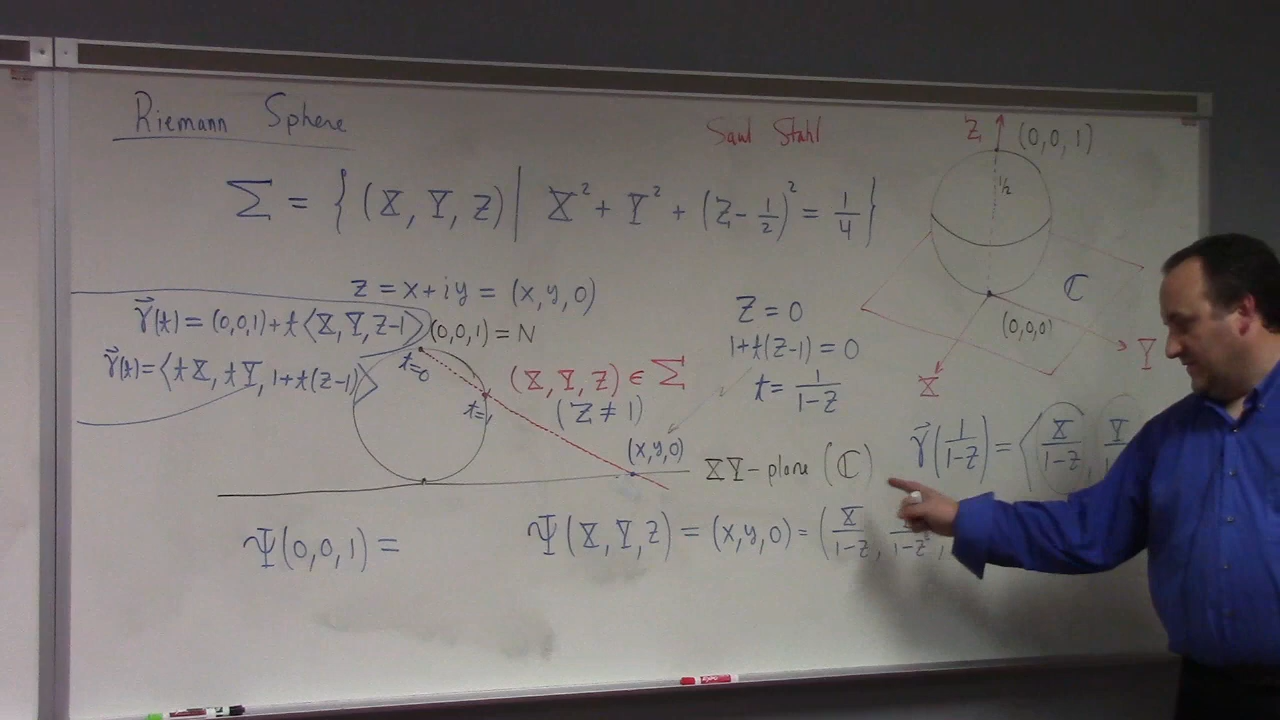 Riemann Sphere
Saul Stahl
Z (0,0,1)
1/2
Σ = { (X, Y, Z) | X² + Y² + (Z - 1/2)² = 1/4 }
z = x + iy = (x, y, 0)
ℂ
r⃗(t) = (0,0,1) + t⟨X, Y, Z-1⟩
(0,0,1) = N
Z = 0
(0,0,0)
r⃗(t) = ⟨tX, tY, 1+t(Z-1)⟩
t=0
1+t(Z-1) = 0
Y
(X, Y, Z) ∈ Σ
t = 1/(1-Z)
X
t=1
(Z ≠ 1)
(x,y,0)
XY-plane (ℂ)
r⃗(1/(1-Z)) = ⟨X/(1-Z), Y/1
Ψ(0,0,1) =
Ψ(X, Y, Z) = (x,y,0) = (X/(1-Z), /(1-Z),